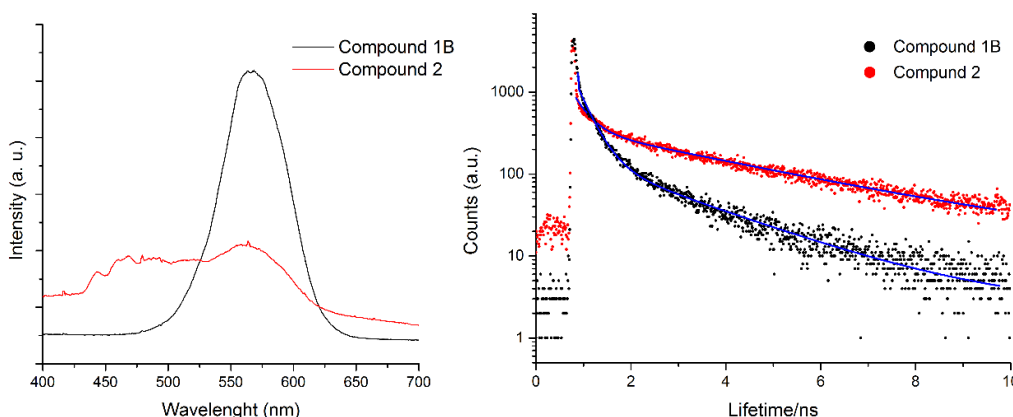 Intensity (a. u.)
Compound 1B
Compound 2
400 450 500 550 600 650 700
Wavelenght (nm)
Counts (a.u.)
1000
100
10
1
Compound 1B
Compund 2
0 2 4 6 8 10
Lifetime/ns